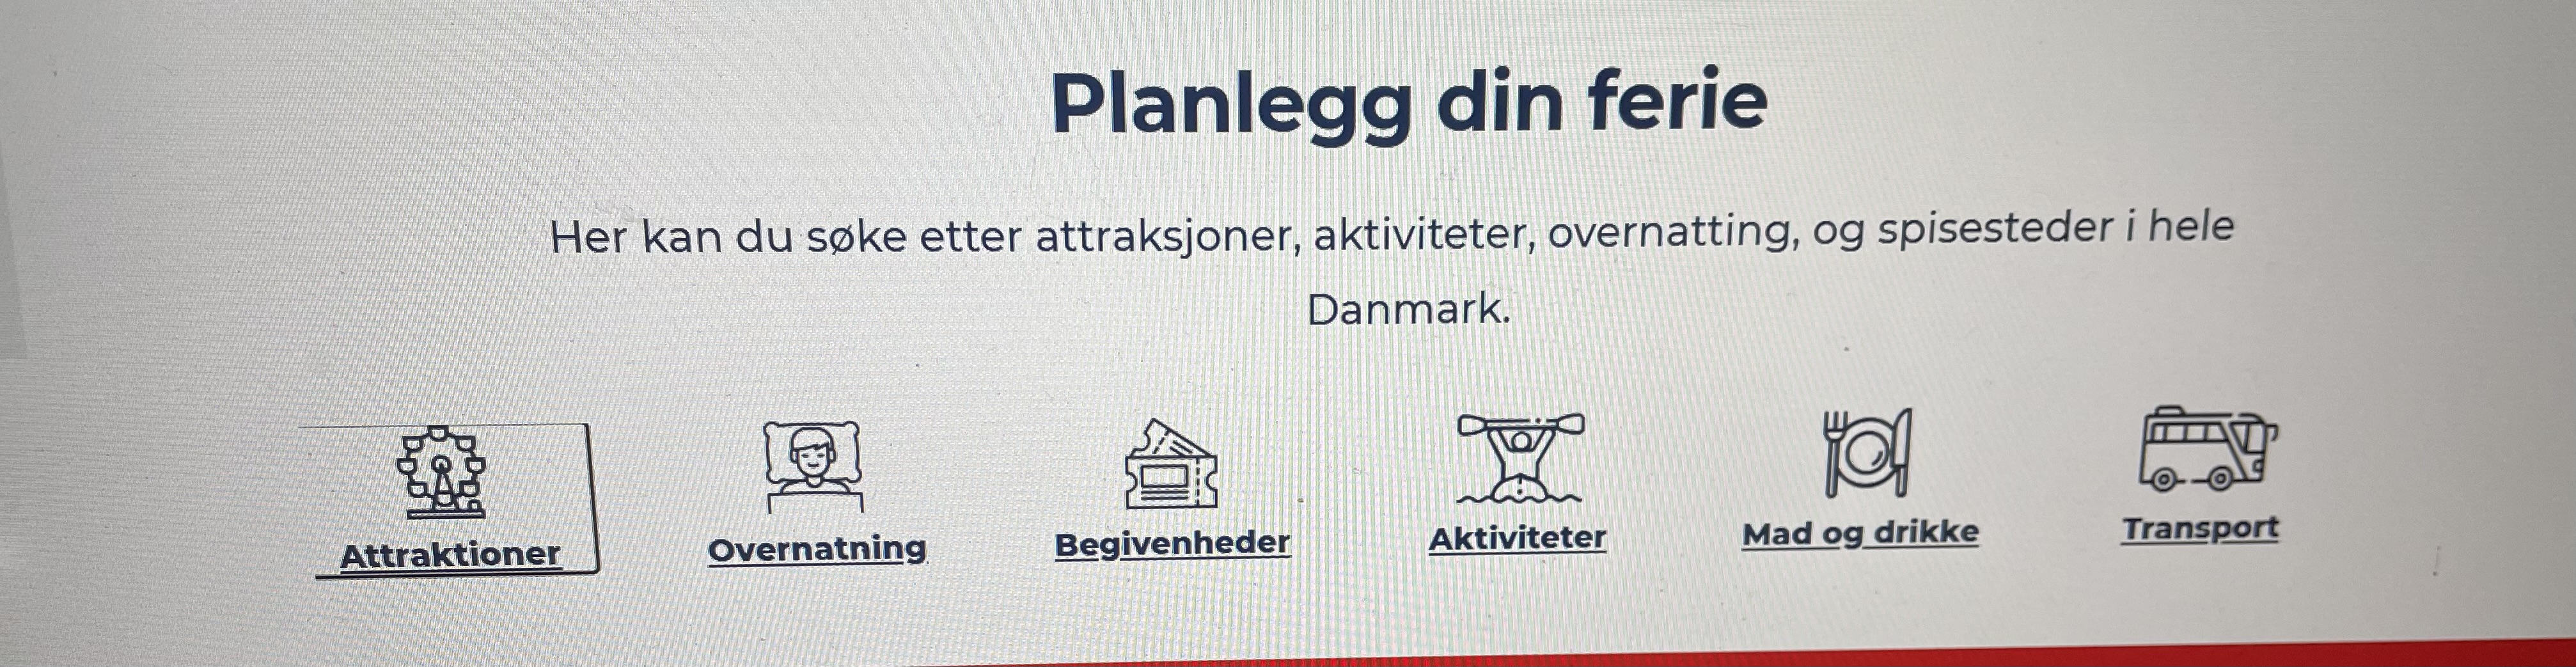 Planlegg din ferie
Her kan du søke etter attraksjoner, aktiviteter, overnatting, og spisesteder i hele
Danmark.
Attraktioner
Overnatning
Begivenheder
Aktiviteter
Mad og drikke
Transport